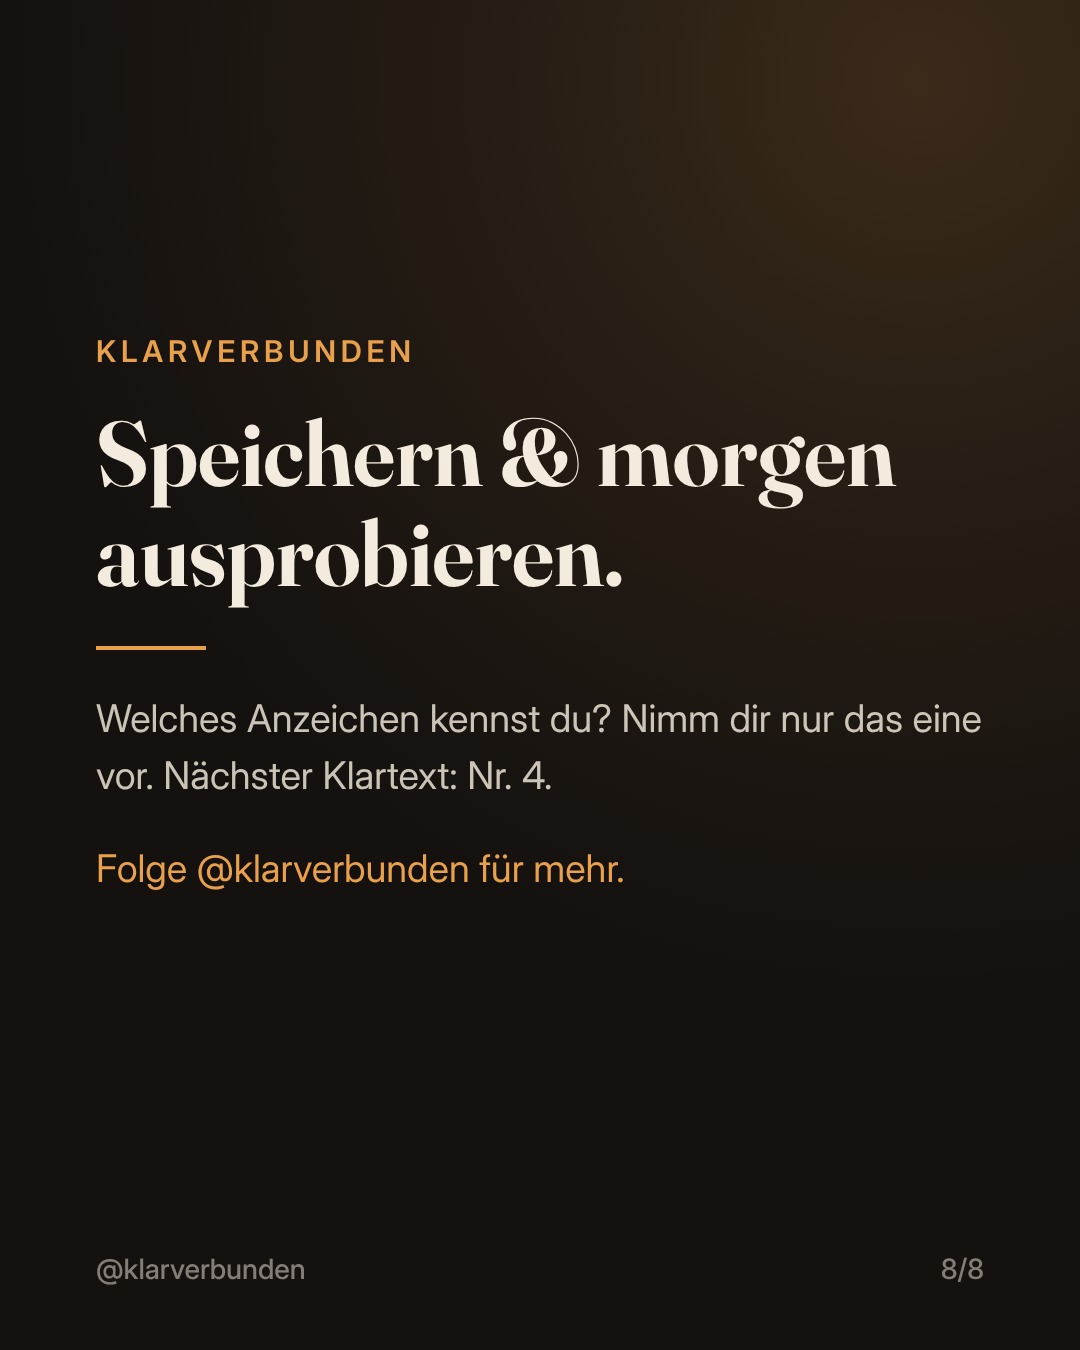 KLARVERBUNDEN
Speichern & morgen
ausprobieren.
Welches Anzeichen kennst du? Nimm dir nur das eine
vor. Nächster Klartext: Nr. 4.
Folge @klarverbunden für mehr.
@klarverbunden
8/8